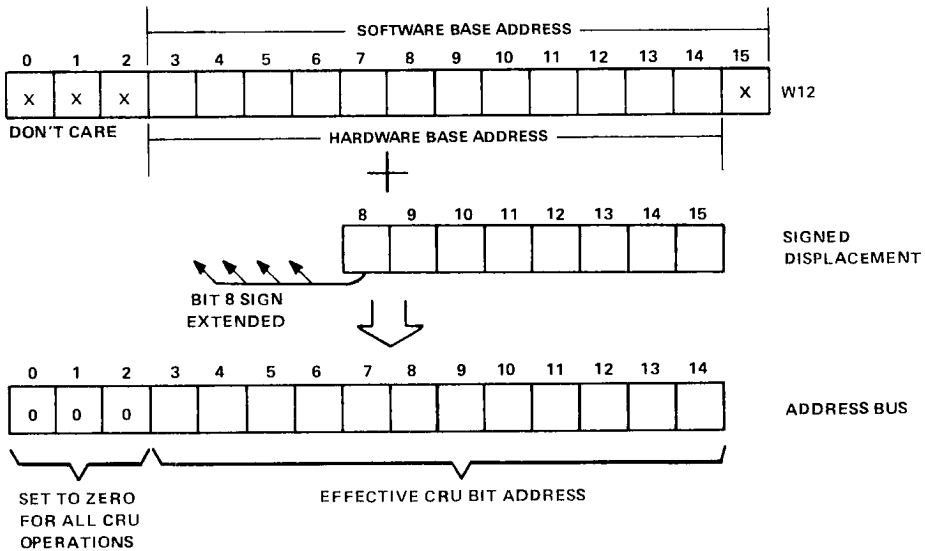 SOFTWARE BASE ADDRESS
0 1 2 3 4 5 6 7 8 9 10 11 12 13 14 15
X X X X W12
DON'T CARE
HARDWARE BASE ADDRESS
8 9 10 11 12 13 14 15
SIGNED
DISPLACEMENT
BIT 8 SIGN
EXTENDED
0 1 2 3 4 5 6 7 8 9 10 11 12 13 14
0 0 0 ADDRESS BUS
SET TO ZERO
FOR ALL CRU
OPERATIONS
EFFECTIVE CRU BIT ADDRESS